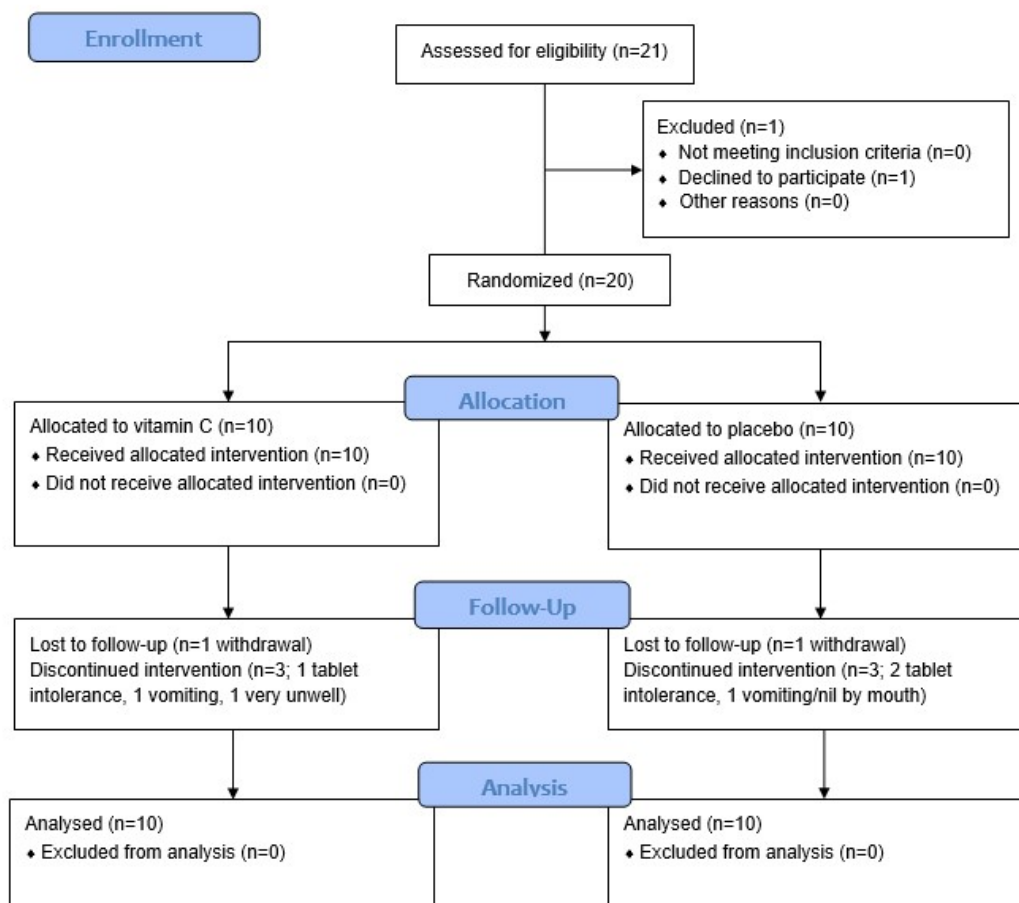 Enrollment
Assessed for eligibility (n=21)
Excluded (n=1)
♦ Not meeting inclusion criteria (n=0)
♦ Declined to participate (n=1)
♦ Other reasons (n=0)
Randomized (n=20)
Allocation
Allocated to vitamin C (n=10)
♦ Received allocated intervention (n=10)
♦ Did not receive allocated intervention (n=0)
Allocated to placebo (n=10)
♦ Received allocated intervention (n=10)
♦ Did not receive allocated intervention (n=0)
Follow-Up
Lost to follow-up (n=1 withdrawal)
Discontinued intervention (n=3; 1 tablet
intolerance, 1 vomiting, 1 very unwell)
Lost to follow-up (n=1 withdrawal)
Discontinued intervention (n=3; 2 tablet
intolerance, 1 vomiting/nil by mouth)
Analysis
Analysed (n=10)
♦ Excluded from analysis (n=0)
Analysed (n=10)
♦ Excluded from analysis (n=0)